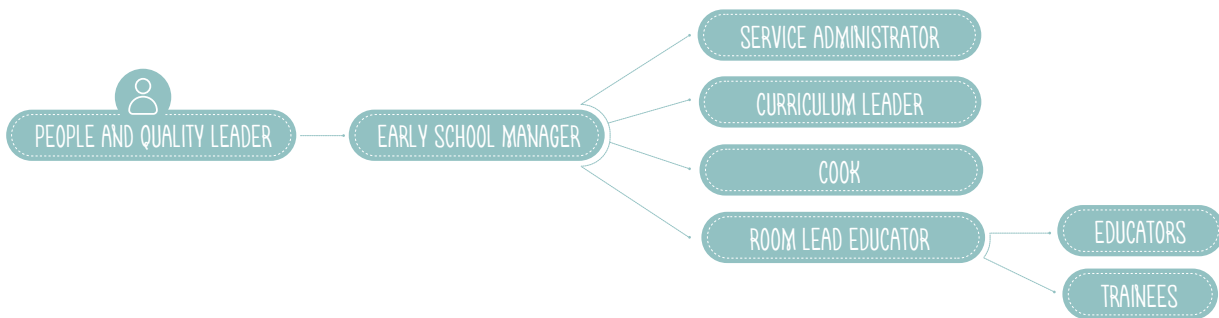 PEOPLE AND QUALITY LEADER
EARLY SCHOOL MANAGER
SERVICE ADMINISTRATOR
CURRICULUM LEADER
COOK
ROOM LEAD EDUCATOR
EDUCATORS
TRAINEES